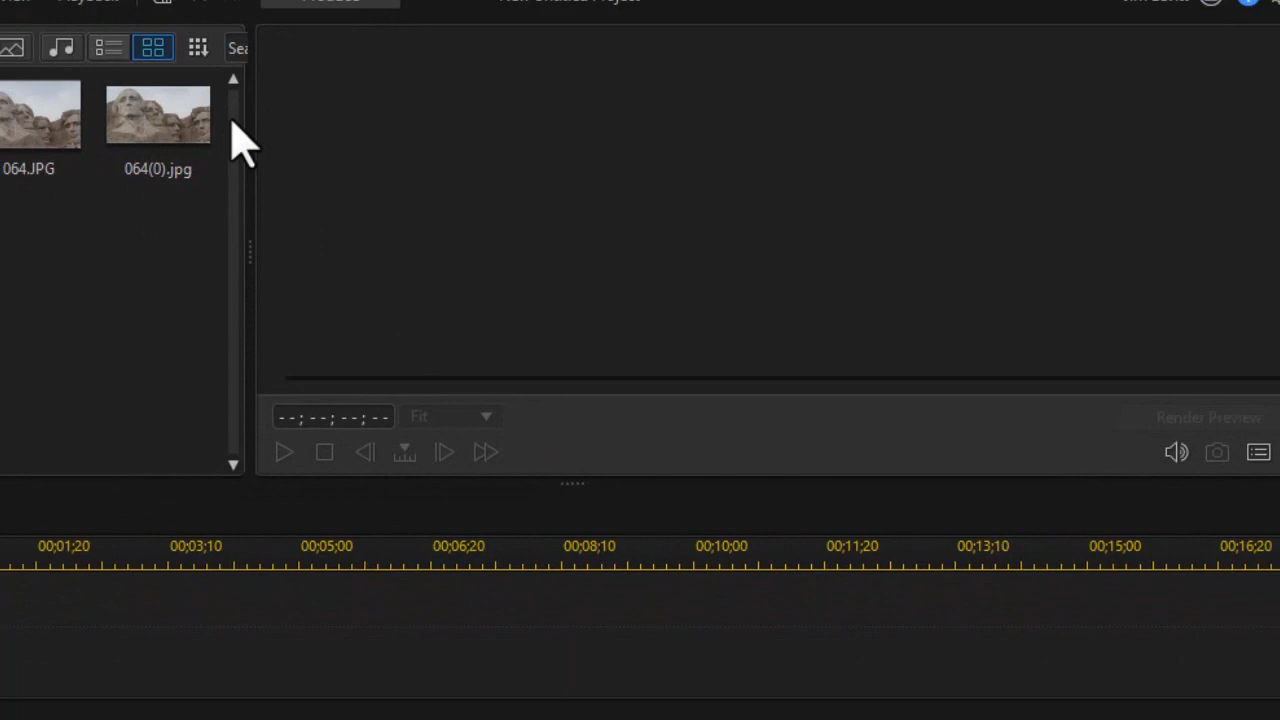 Sea
064.JPG
064(0).jpg
--;--;--;--
Fit
Render Preview
00;01;20 00;03;10 00;05;00 00;06;20 00;08;10 00;10;00 00;11;20 00;13;10 00;15;00 00;16;20